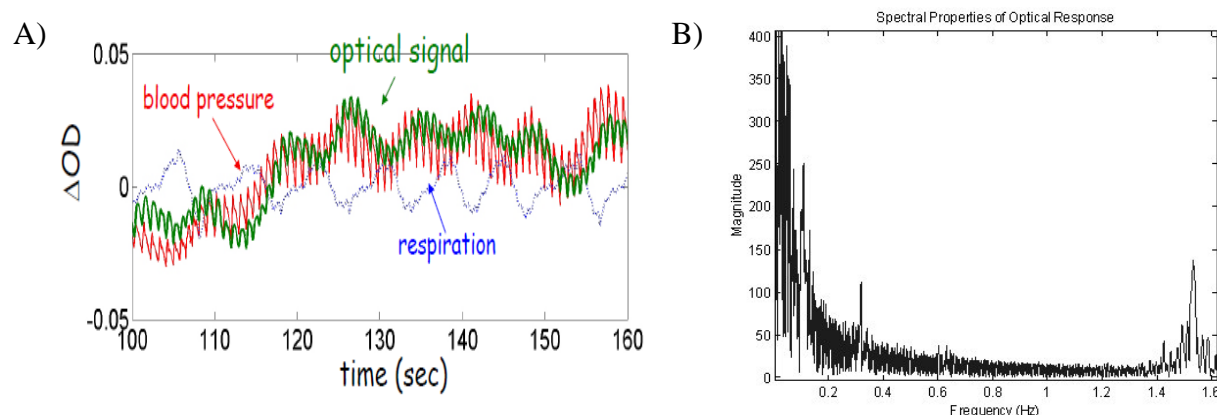 A)
0.05
optical signal
blood pressure
ΔOD
0
respiration
-0.05
100 110 120 130 140 150 160
time (sec)
B)
Spectral Properties of Optical Response
400
350
300
250
200
150
100
50
0
Magnitude
0.2 0.4 0.6 0.8 1 1.2 1.4 1.6
Frequency (Hz)